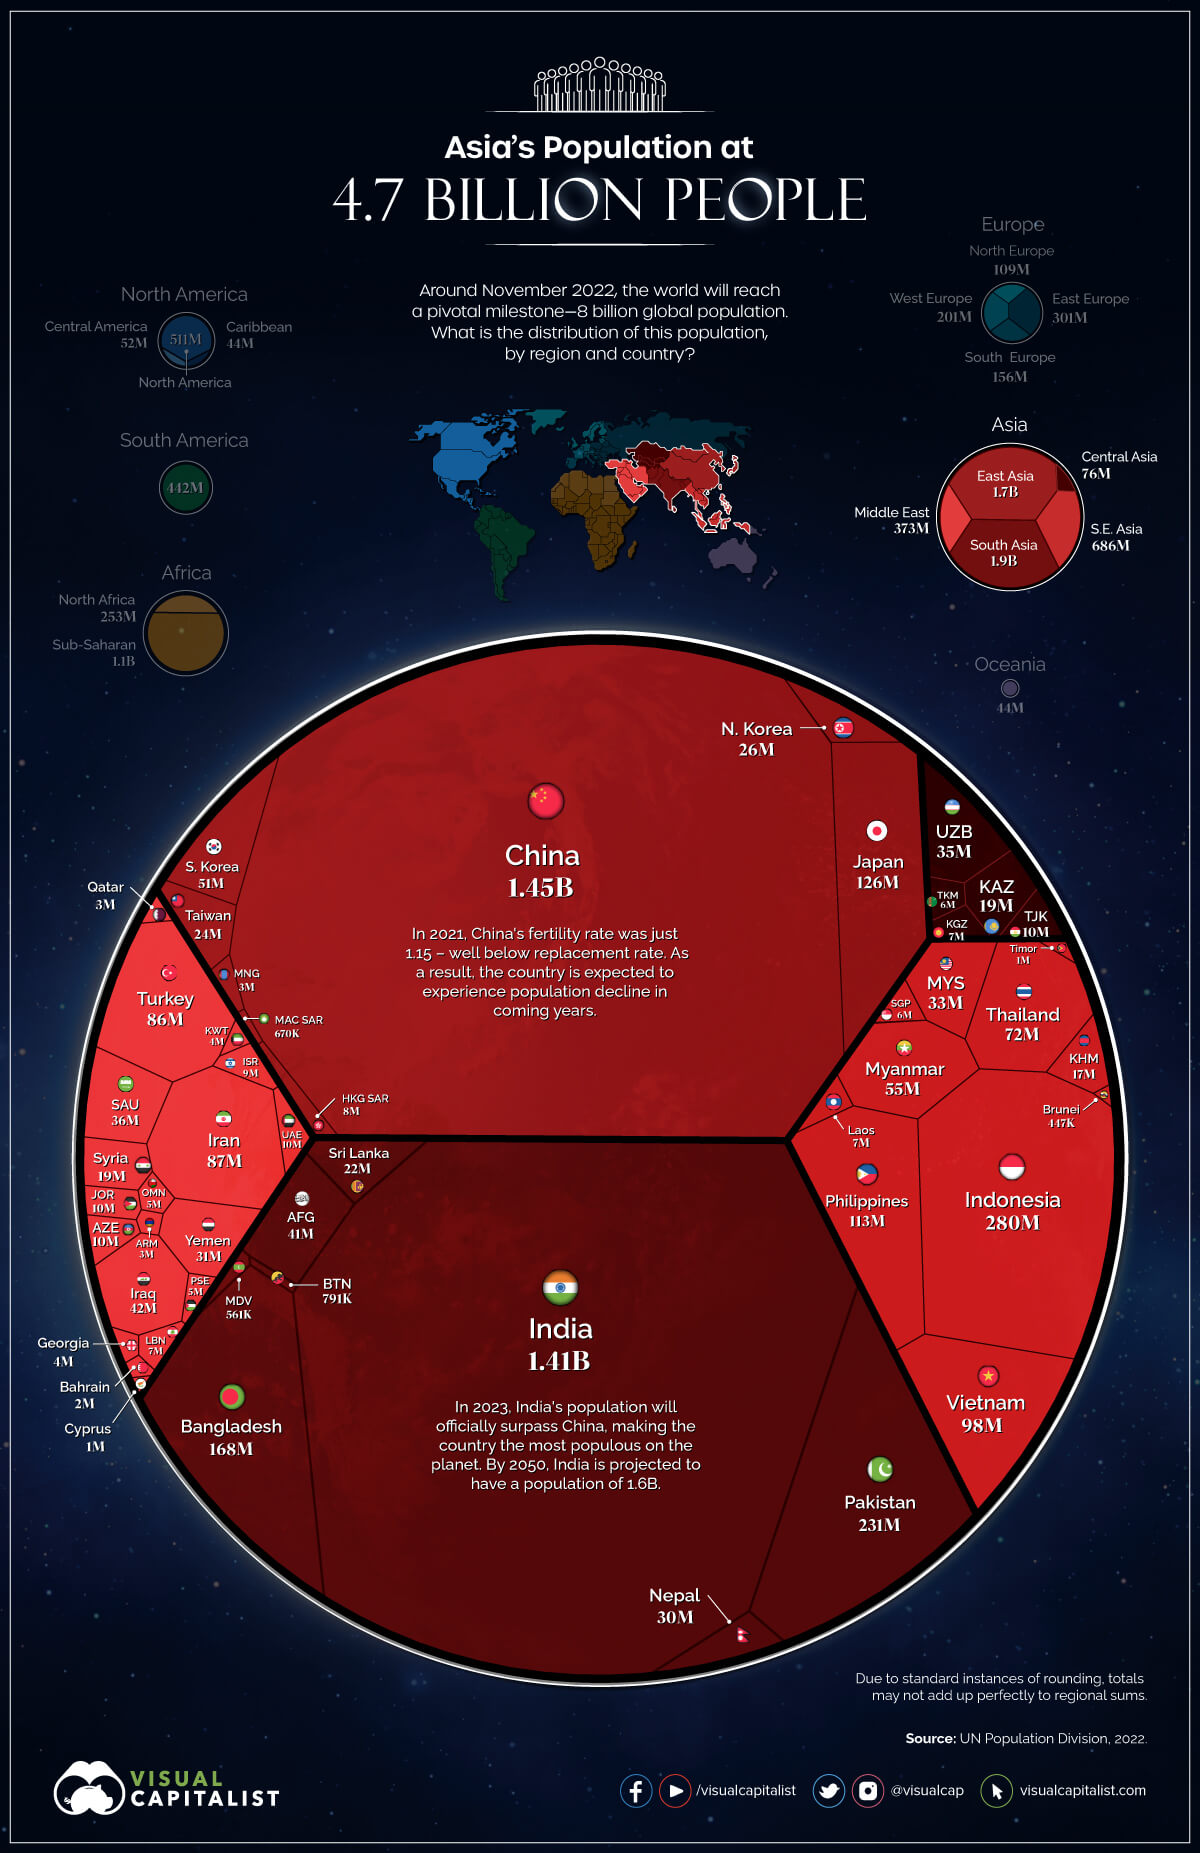 Asia's Population at
4.7 BILLION PEOPLE
Around November 2022, the world will reach
a pivotal milestone—8 billion global population.
What is the distribution of this population,
by region and country?
North America
Central America
52M
511M
Caribbean
44M
North America
South America
442M
Africa
North Africa
253M
Sub-Saharan
1.1B
Europe
North Europe
109M
West Europe
201M
East Europe
301M
South Europe
156M
Asia
East Asia
1.7B
Central Asia
76M
Middle East
373M
S.E. Asia
686M
South Asia
1.9B
Oceania
44M
N. Korea
26M
China
1.45B
In 2021, China's fertility rate was just
1.15 – well below replacement rate. As
a result, the country is expected to
experience population decline in
coming years.
Japan
126M
S. Korea
51M
Taiwan
24M
MNG
3M
MAC SAR
670K
HKG SAR
8M
UZB
35M
KAZ
19M
TKM
6M
KGZ
7M
TJK
10M
Qatar
3M
Turkey
86M
KWT
4M
ISR
9M
SAU
36M
Iran
87M
UAE
10M
Syria
19M
JOR
10M
OMN
5M
AZE
10M
ARM
3M
Yemen
31M
Iraq
42M
PSE
5M
Georgia
4M
LBN
7M
Bahrain
2M
Cyprus
1M
Timor
1M
MYS
33M
SGP
6M
Thailand
72M
Myanmar
55M
KHM
17M
Brunei
447K
Laos
7M
Philippines
113M
Indonesia
280M
Vietnam
98M
Sri Lanka
22M
AFG
41M
BTN
791K
MDV
561K
India
1.41B
In 2023, India's population will
officially surpass China, making the
country the most populous on the
planet. By 2050, India is projected to
have a population of 1.6B.
Bangladesh
168M
Pakistan
231M
Nepal
30M
Due to standard instances of rounding, totals
may not add up perfectly to regional sums.
Source: UN Population Division, 2022.
VISUAL
CAPITALIST
/visualcapitalist
@visualcap
visualcapitalist.com